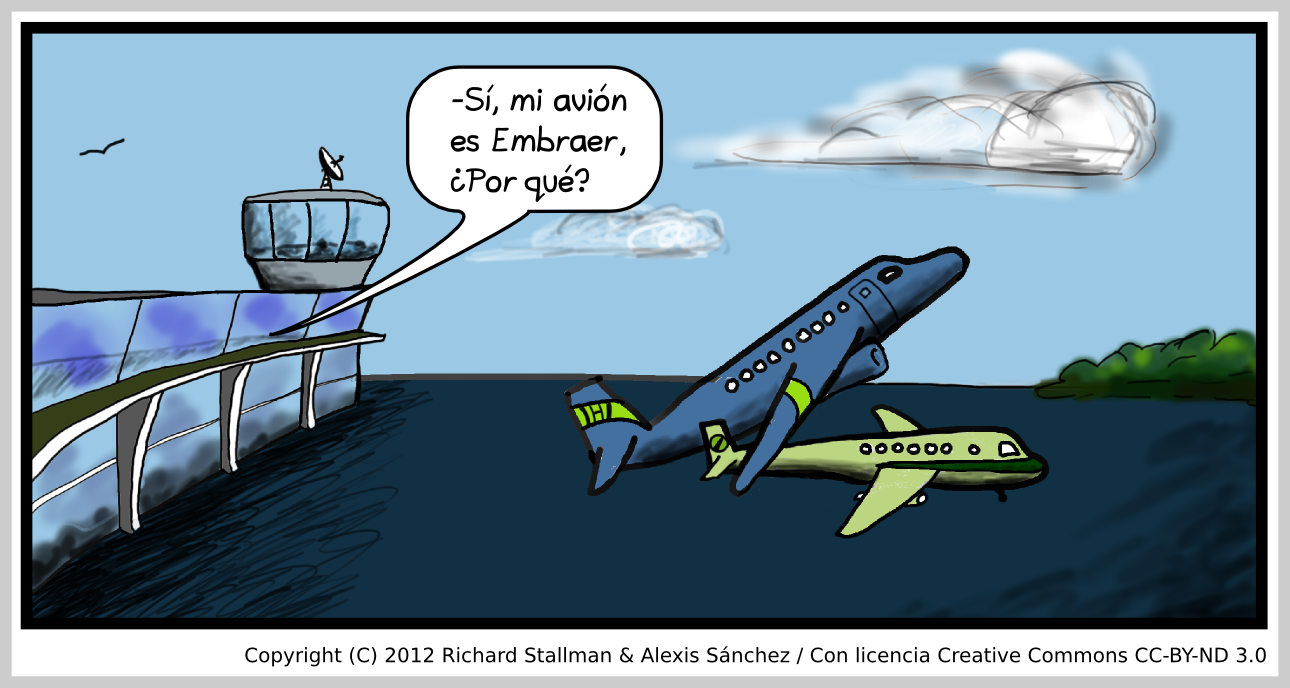 -Sí, mi avión
es Embraer,
¿Por qué?
Copyright (C) 2012 Richard Stallman & Alexis Sánchez / Con licencia Creative Commons CC-BY-ND 3.0